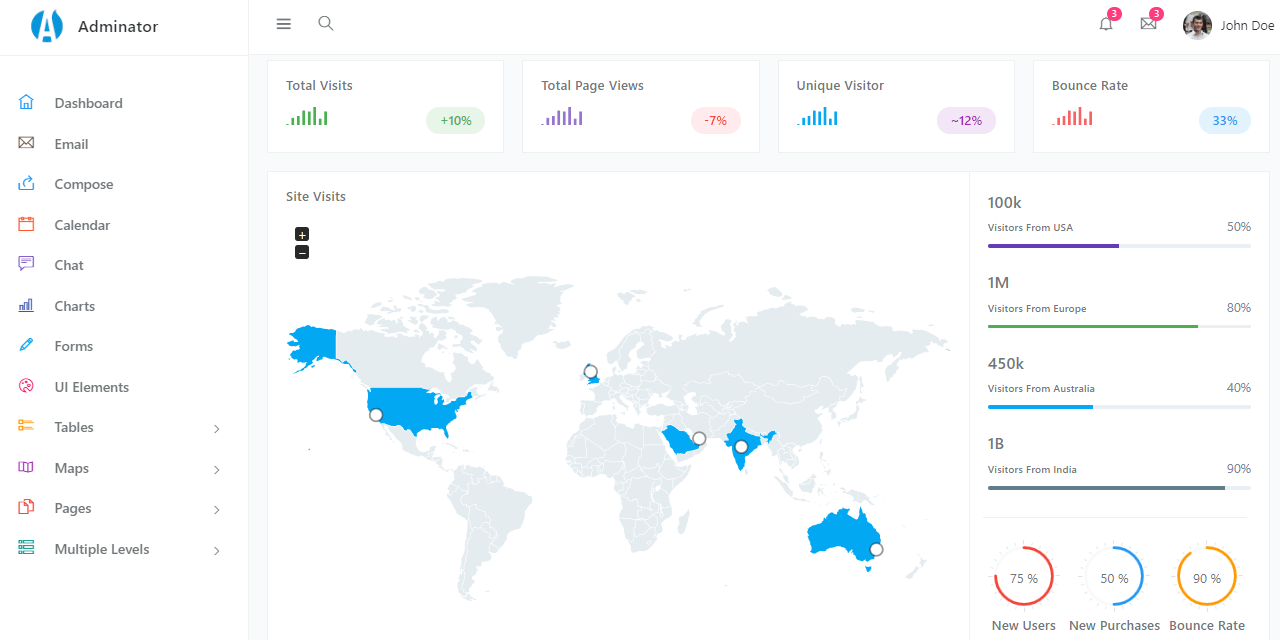 Adminator
3
3
John Doe
Dashboard
Email
Compose
Calendar
Chat
Charts
Forms
UI Elements
Tables
Maps
Pages
Multiple Levels
Total Visits
+10%
Total Page Views
-7%
Unique Visitor
~12%
Bounce Rate
33%
Site Visits
+
−
100k
Visitors From USA
50%
1M
Visitors From Europe
80%
450k
Visitors From Australia
40%
1B
Visitors From India
90%
75 %
50 %
90 %
New Users
New Purchases
Bounce Rate